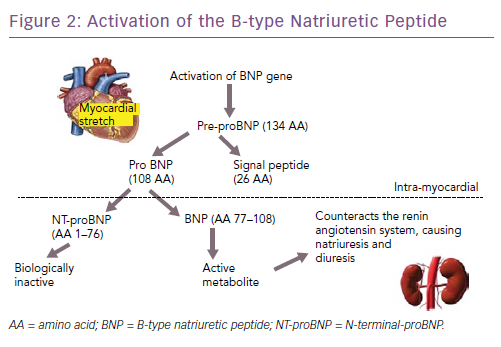 Figure 2: Activation of the B-type Natriuretic Peptide
Activation of BNP gene
Myocardial
stretch
Pre-proBNP (134 AA)
Pro BNP
(108 AA)
Signal peptide
(26 AA)
Intra-myocardial
NT-proBNP
(AA 1–76)
BNP (AA 77–108)
Counteracts the renin
angiotensin system, causing
natriuresis and
diuresis
Biologically
inactive
Active
metabolite
AA = amino acid; BNP = B-type natriuretic peptide; NT-proBNP = N-terminal-proBNP.